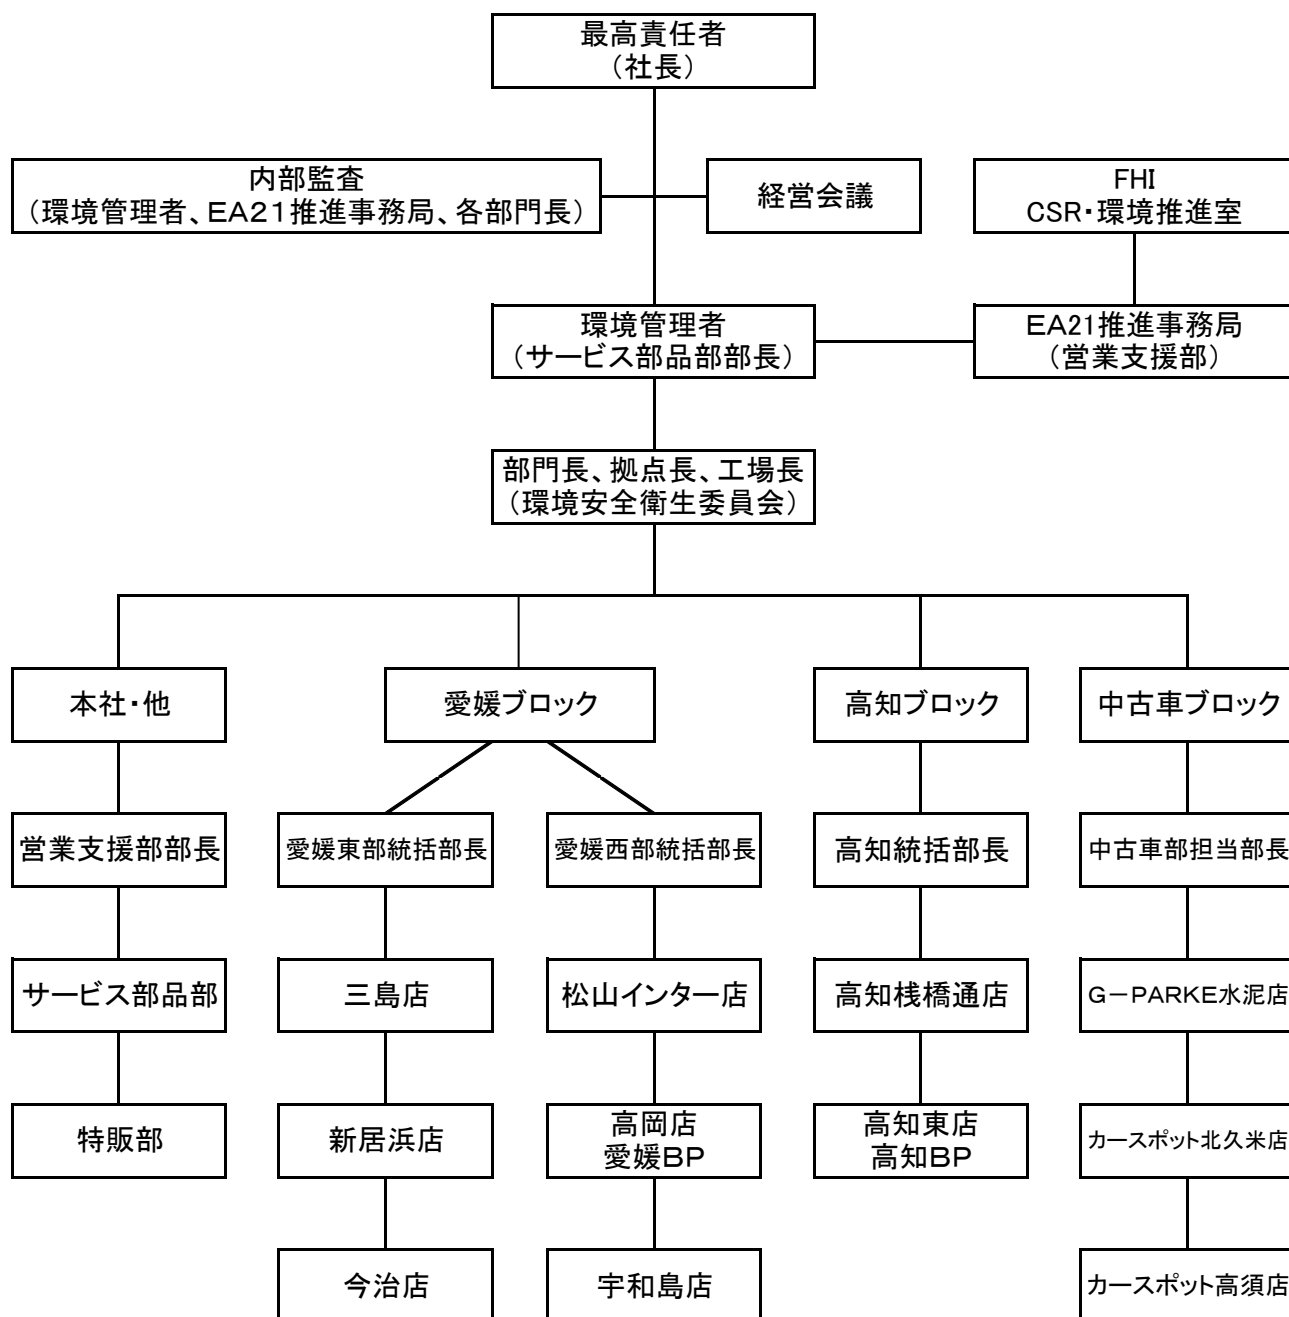 最高責任者
（社長）
内部監査
（環境管理者、EA21推進事務局、各部門長）
経営会議
FHI
CSR・環境推進室
環境管理者
（サービス部品部部長）
EA21推進事務局
（営業支援部）
部門長、拠点長、工場長
（環境安全衛生委員会）
本社・他
愛媛ブロック
高知ブロック
中古車ブロック
営業支援部部長
愛媛東部統括部長
愛媛西部統括部長
高知統括部長
中古車部担当部長
サービス部品部
三島店
松山インター店
高知桟橋通店
G－PARKE水泥店
特販部
新居浜店
高岡店
愛媛BP
高知東店
高知BP
カースポット北久米店
今治店
宇和島店
カースポット高須店